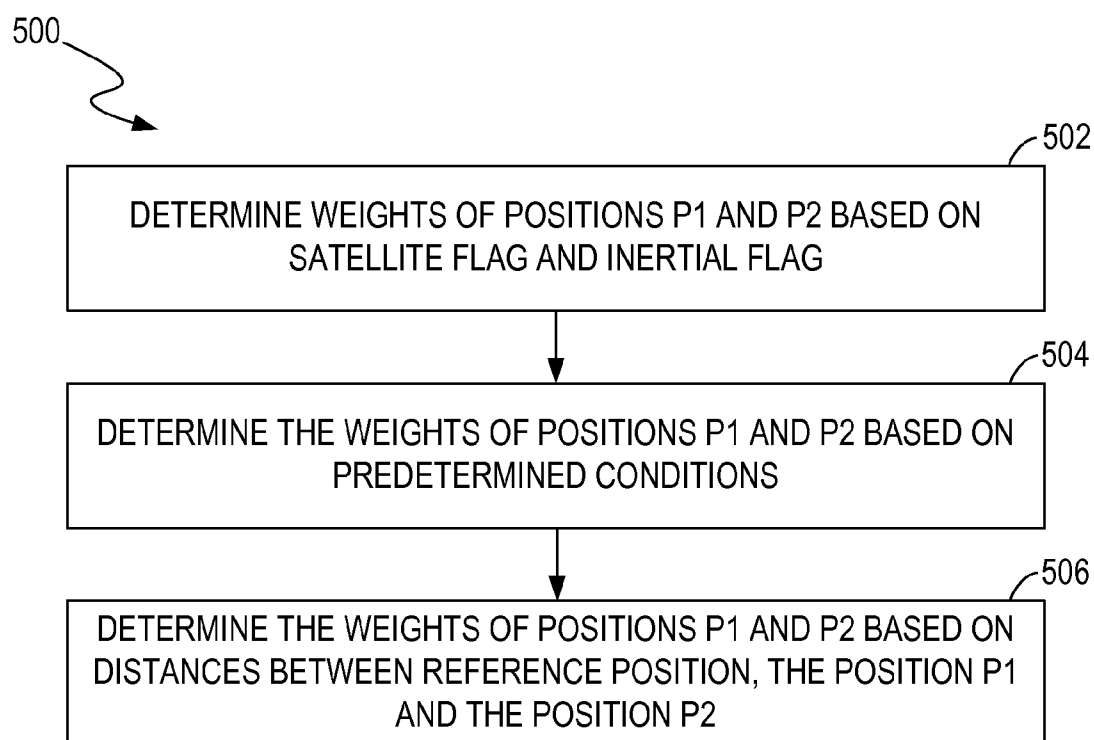 500
502
DETERMINE WEIGHTS OF POSITIONS P1 AND P2 BASED ON
SATELLITE FLAG AND INERTIAL FLAG
504
DETERMINE THE WEIGHTS OF POSITIONS P1 AND P2 BASED ON
PREDETERMINED CONDITIONS
506
DETERMINE THE WEIGHTS OF POSITIONS P1 AND P2 BASED ON
DISTANCES BETWEEN REFERENCE POSITION, THE POSITION P1
AND THE POSITION P2